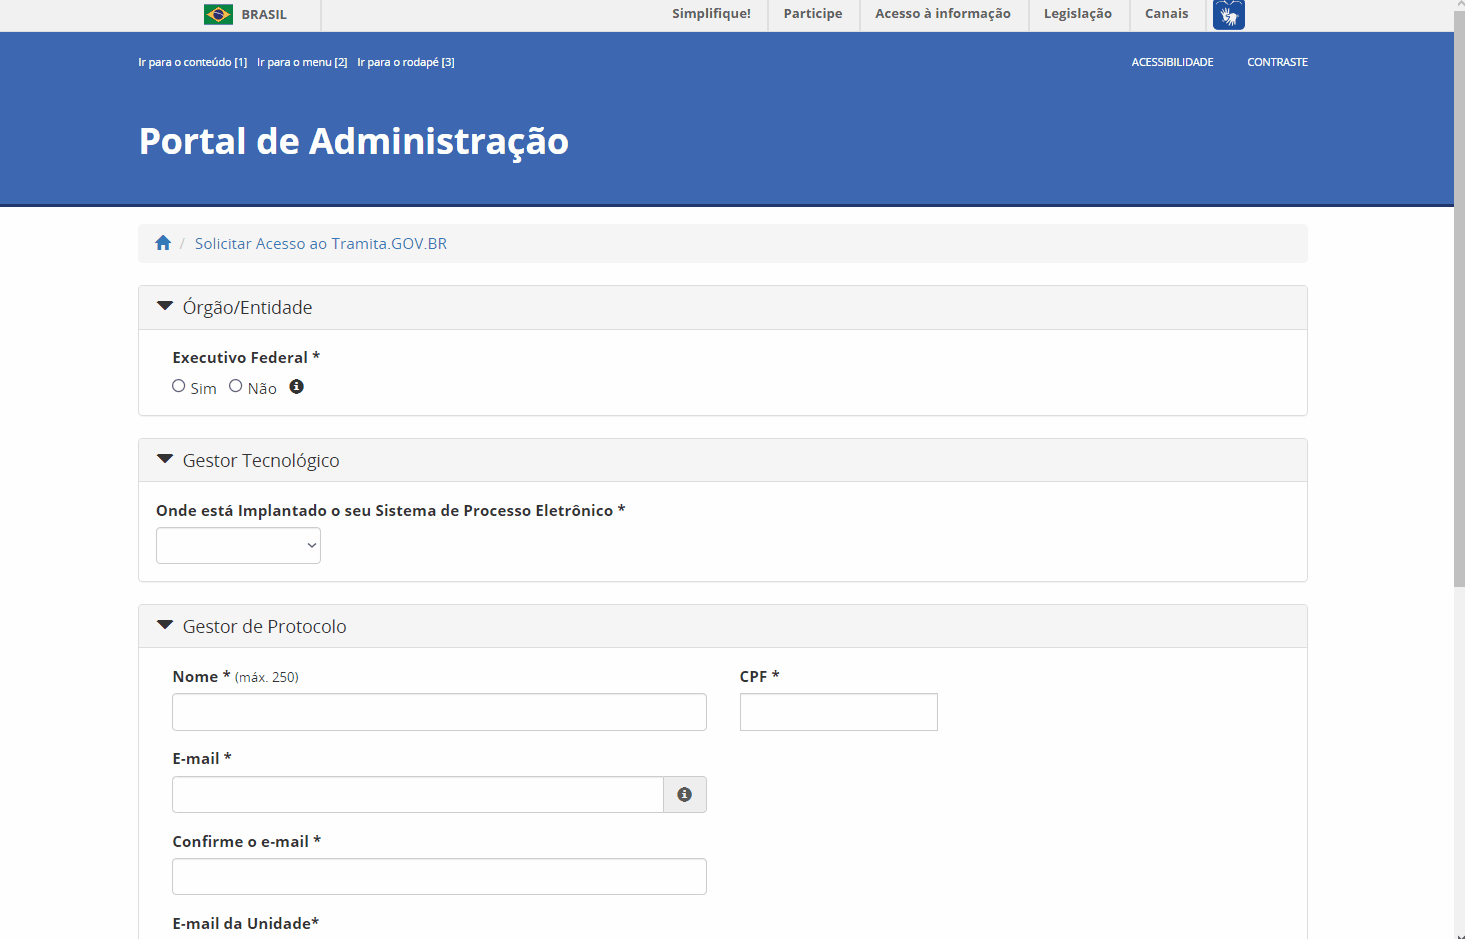 BRASIL
Simplifique!
Participe
Acesso à informação
Legislação
Canais
Ir para o conteúdo [1] Ir para o menu [2] Ir para o rodapé [3]
ACESSIBILIDADE
CONTRASTE
Portal de Administração
/ Solicitar Acesso ao Tramita.GOV.BR
Órgão/Entidade
Executivo Federal *
Sim Não
Gestor Tecnológico
Onde está Implantado o seu Sistema de Processo Eletrônico *
Gestor de Protocolo
Nome * (máx. 250)
CPF *
E-mail *
Confirme o e-mail *
E-mail da Unidade*